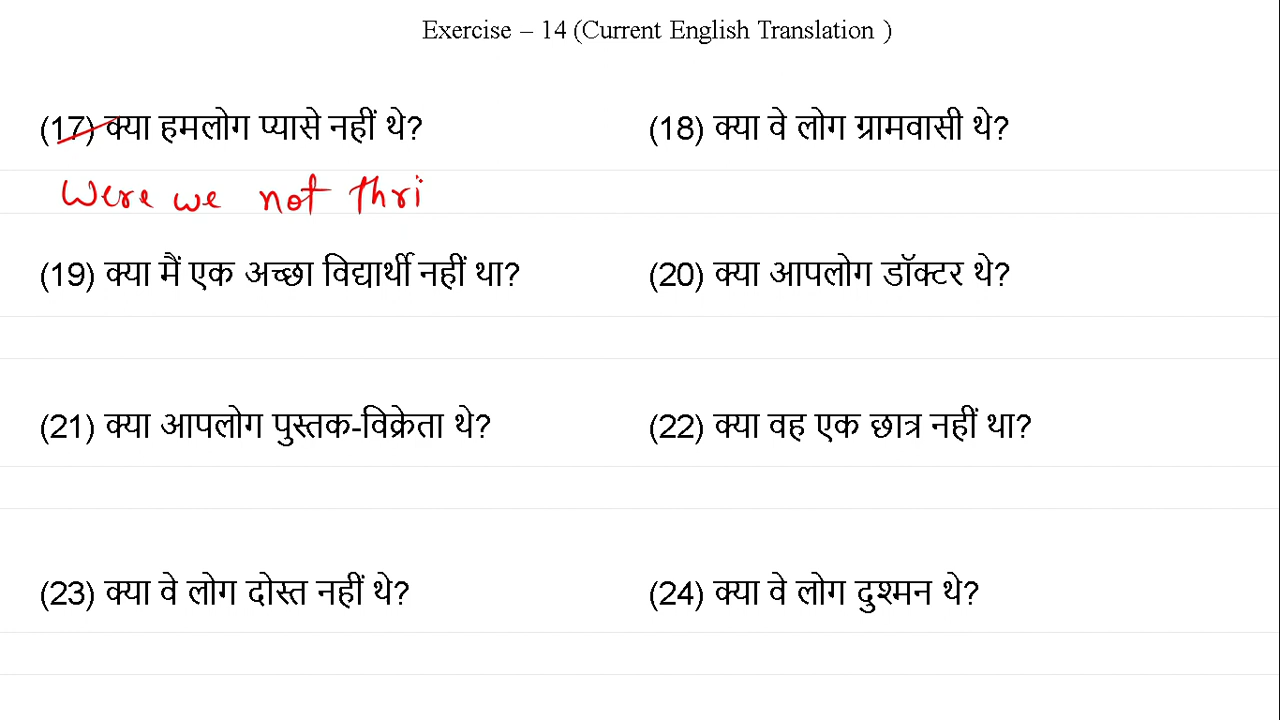 Exercise – 14 (Current English Translation )
(17) क्या हमलोग प्यासे नहीं थे?
(18) क्या वे लोग ग्रामवासी थे?
Were we not thri
(19) क्या मैं एक अच्छा विद्यार्थी नहीं था?
(20) क्या आपलोग डॉक्टर थे?
(21) क्या आपलोग पुस्तक-विक्रेता थे?
(22) क्या वह एक छात्र नहीं था?
(23) क्या वे लोग दोस्त नहीं थे?
(24) क्या वे लोग दुश्मन थे?